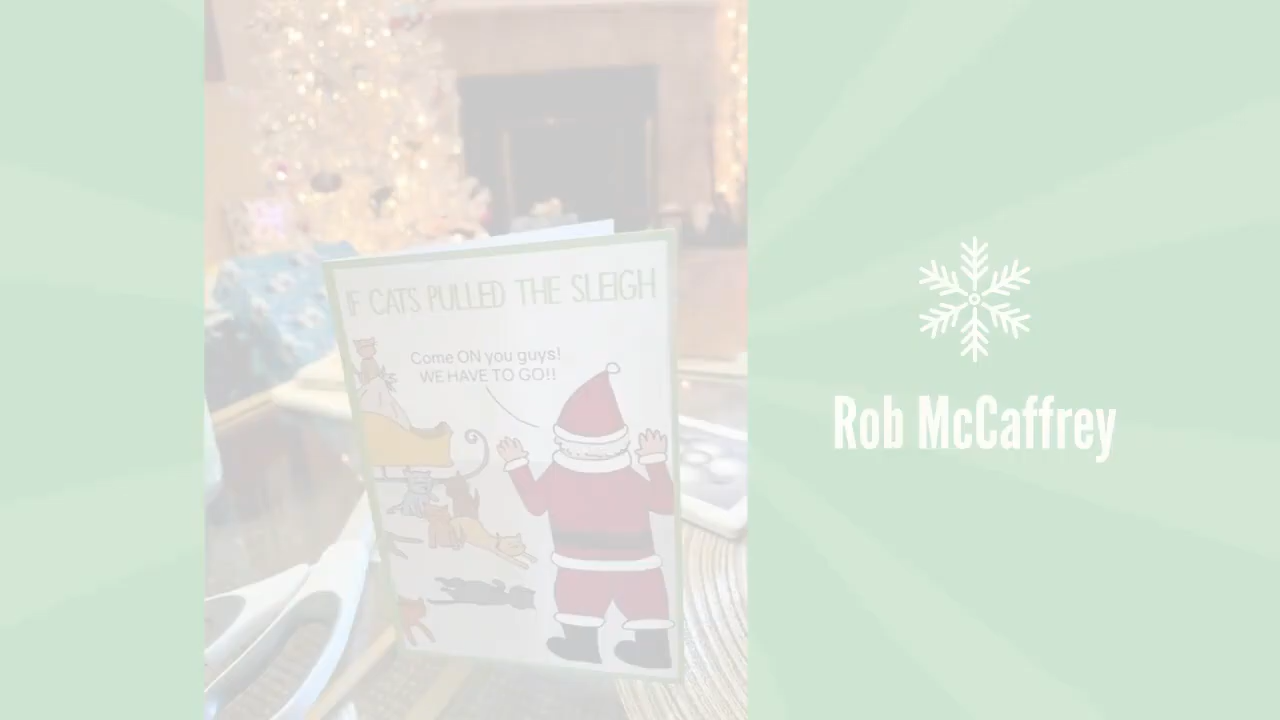 IF CATS PULLED THE SLEIGH
Come ON you guys!
WE HAVE TO GO!!
Rob McCaffrey